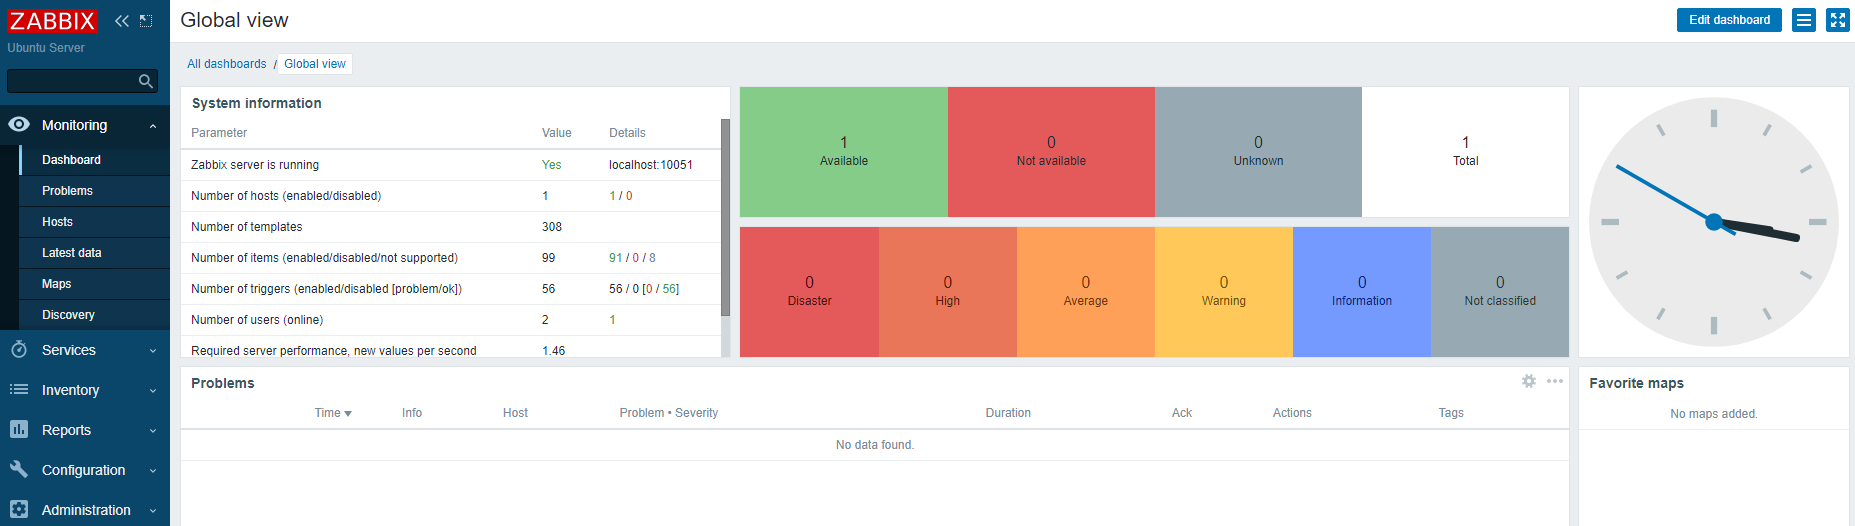 ZABBIX
Ubuntu Server
Monitoring
Dashboard
Problems
Hosts
Latest data
Maps
Discovery
Services
Inventory
Reports
Configuration
Administration
Global view
Edit dashboard
All dashboards / Global view
System information
Parameter Value Details
Zabbix server is running Yes localhost:10051
Number of hosts (enabled/disabled) 1 1 / 0
Number of templates 308
Number of items (enabled/disabled/not supported) 99 91 / 0 / 8
Number of triggers (enabled/disabled [problem/ok]) 56 56 / 0 [0 / 56]
Number of users (online) 2 1
Required server performance, new values per second 1.46
1 0 0 1
Available Not available Unknown Total
0 0 0 0 0 0
Disaster High Average Warning Information Not classified
Problems
Time Info Host Problem • Severity Duration Ack Actions Tags
No data found.
Favorite maps
No maps added.